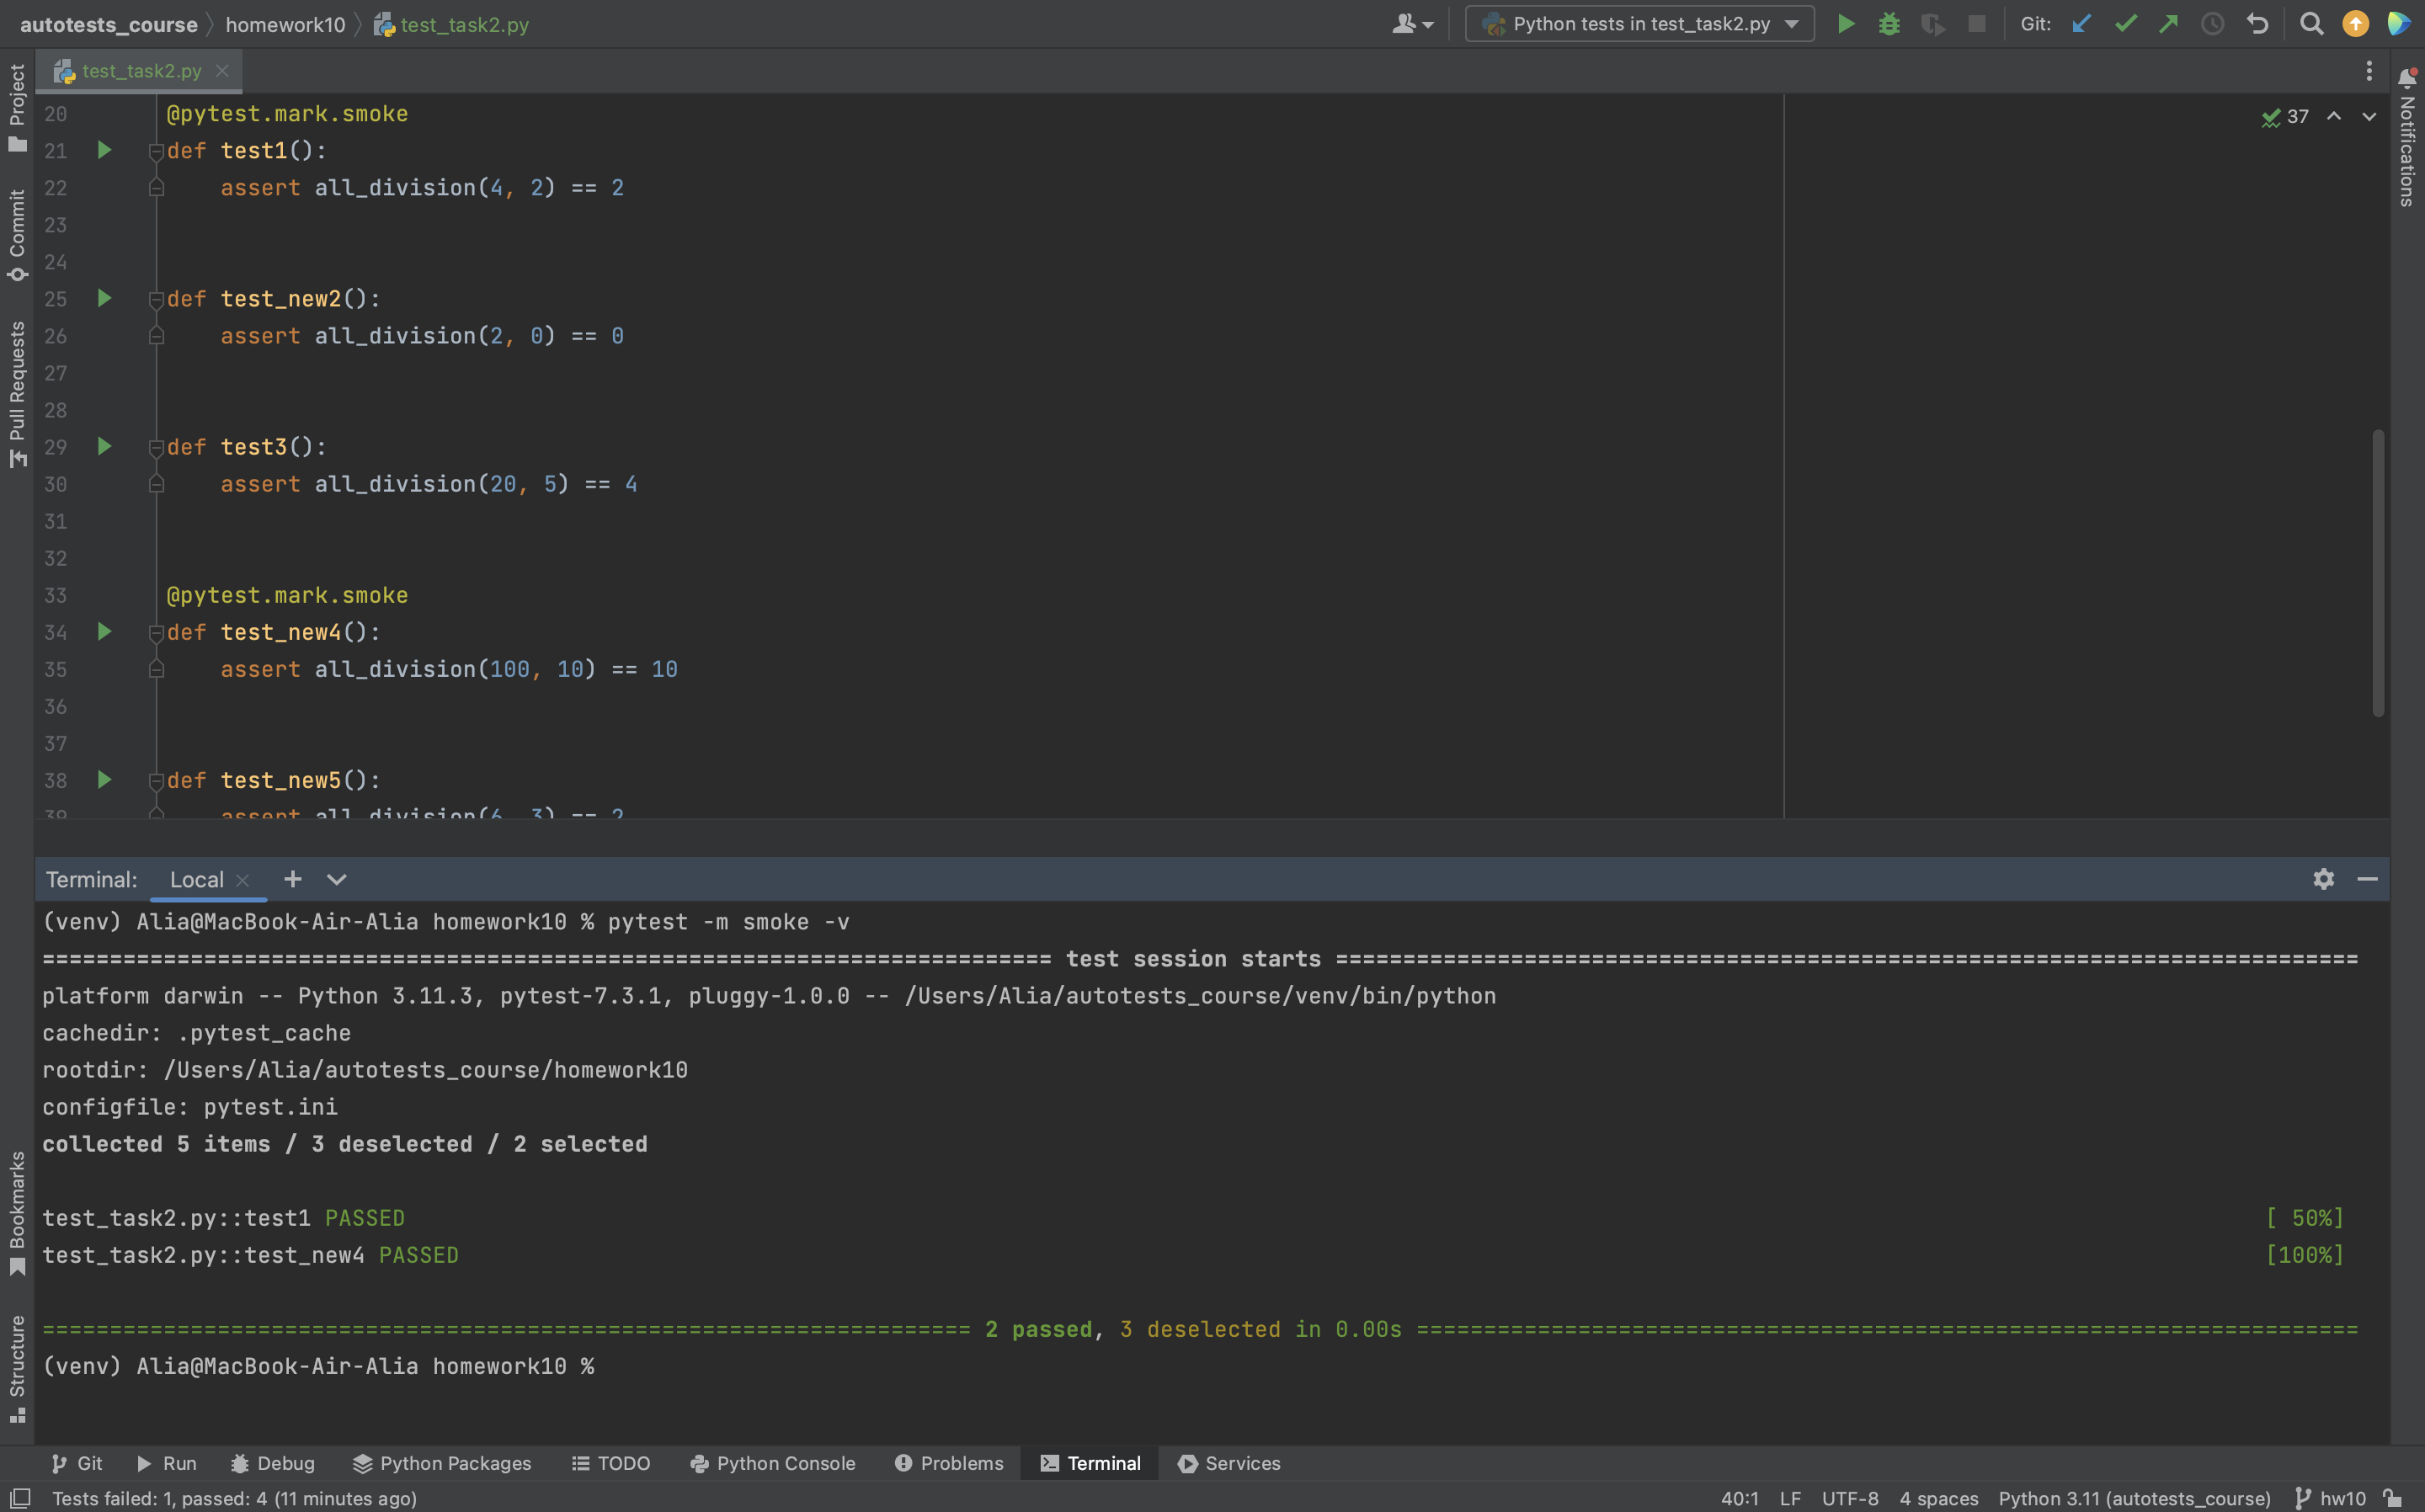 autotests_course homework10 test_task2.py
Python tests in test_task2.py
Git:
test_task2.py
Project
Commit
Pull Requests
Bookmarks
Structure
Notifications
37
20 @pytest.mark.smoke
21 def test1():
22 assert all_division(4, 2) == 2
23
24
25 def test_new2():
26 assert all_division(2, 0) == 0
27
28
29 def test3():
30 assert all_division(20, 5) == 4
31
32
33 @pytest.mark.smoke
34 def test_new4():
35 assert all_division(100, 10) == 10
36
37
38 def test_new5():
39 assert all_division(6, 3) == 2
Terminal: Local
(venv) Alia@MacBook-Air-Alia homework10 % pytest -m smoke -v
=========================================================================== test session starts ============================================================================
platform darwin -- Python 3.11.3, pytest-7.3.1, pluggy-1.0.0 -- /Users/Alia/autotests_course/venv/bin/python
cachedir: .pytest_cache
rootdir: /Users/Alia/autotests_course/homework10
configfile: pytest.ini
collected 5 items / 3 deselected / 2 selected
test_task2.py::test1 PASSED [ 50%]
test_task2.py::test_new4 PASSED [100%]
===================================================================== 2 passed, 3 deselected in 0.00s ======================================================================
(venv) Alia@MacBook-Air-Alia homework10 %
Git Run Debug Python Packages TODO Python Console Problems Terminal Services
Tests failed: 1, passed: 4 (11 minutes ago) 40:1 LF UTF-8 4 spaces Python 3.11 (autotests_course) hw10